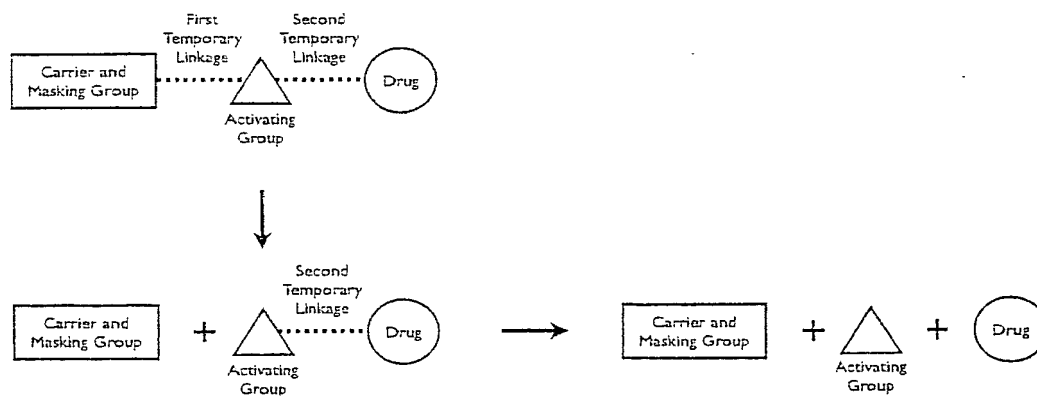 First
Temporary
Linkage
Second
Temporary
Linkage
Carrier and
Masking Group
Drug
Activating
Group
Second
Temporary
Linkage
Carrier and
Masking Group
+
Drug
Activating
Group
Carrier and
Masking Group
+
+
Drug
Activating
Group